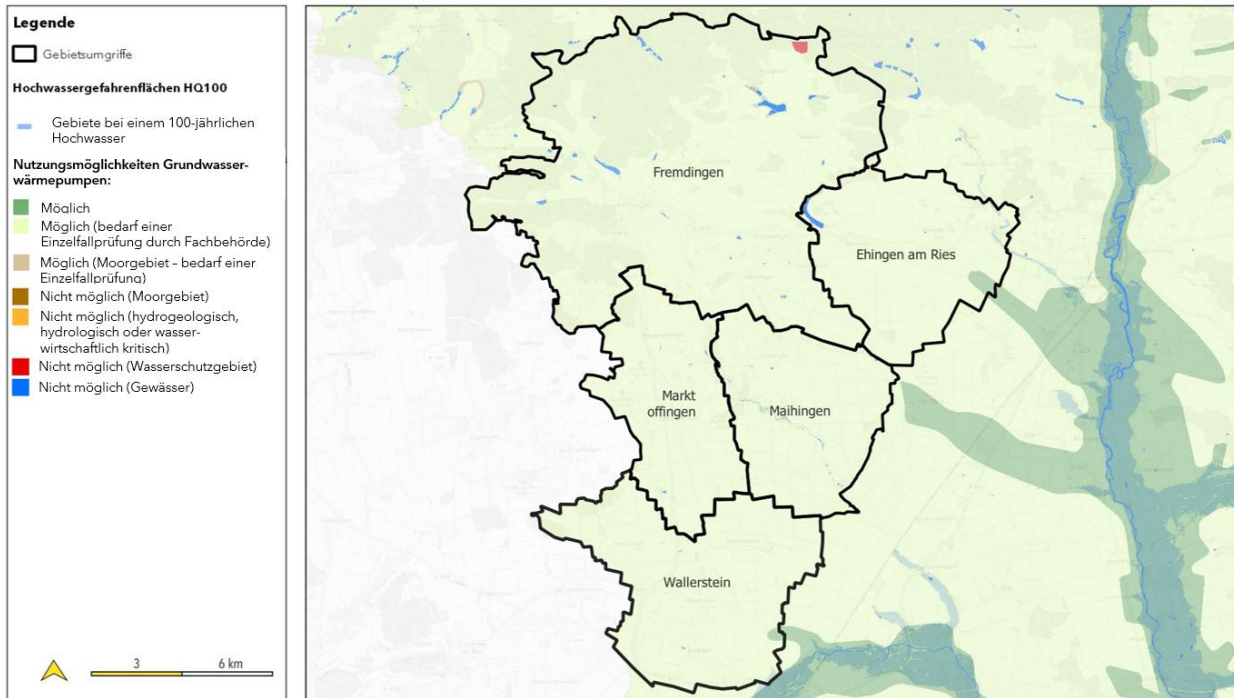 Legende
Gebietsumgriffe
Hochwassergefahrenflächen HQ100
Gebiete bei einem 100-jährlichen
Hochwasser
Nutzungsmöglichkeiten Grundwasser-
wärmepumpen:
Möglich
Möglich (bedarf einer
Einzelfallprüfung durch Fachbehörde)
Möglich (Moorgebiet - bedarf einer
Einzelfallprüfung)
Nicht möglich (Moorgebiet)
Nicht möglich (hydrogeologisch,
hydrologisch oder wasser-
wirtschaftlich kritisch)
Nicht möglich (Wasserschutzgebiet)
Nicht möglich (Gewässer)
3 6 km
Fremdingen
Ehingen am Ries
Markt
offingen
Maihingen
Wallerstein